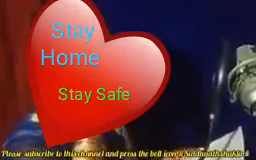 Stay
Home
Stay Safe
Please subscribe to this channel and press the bell icon